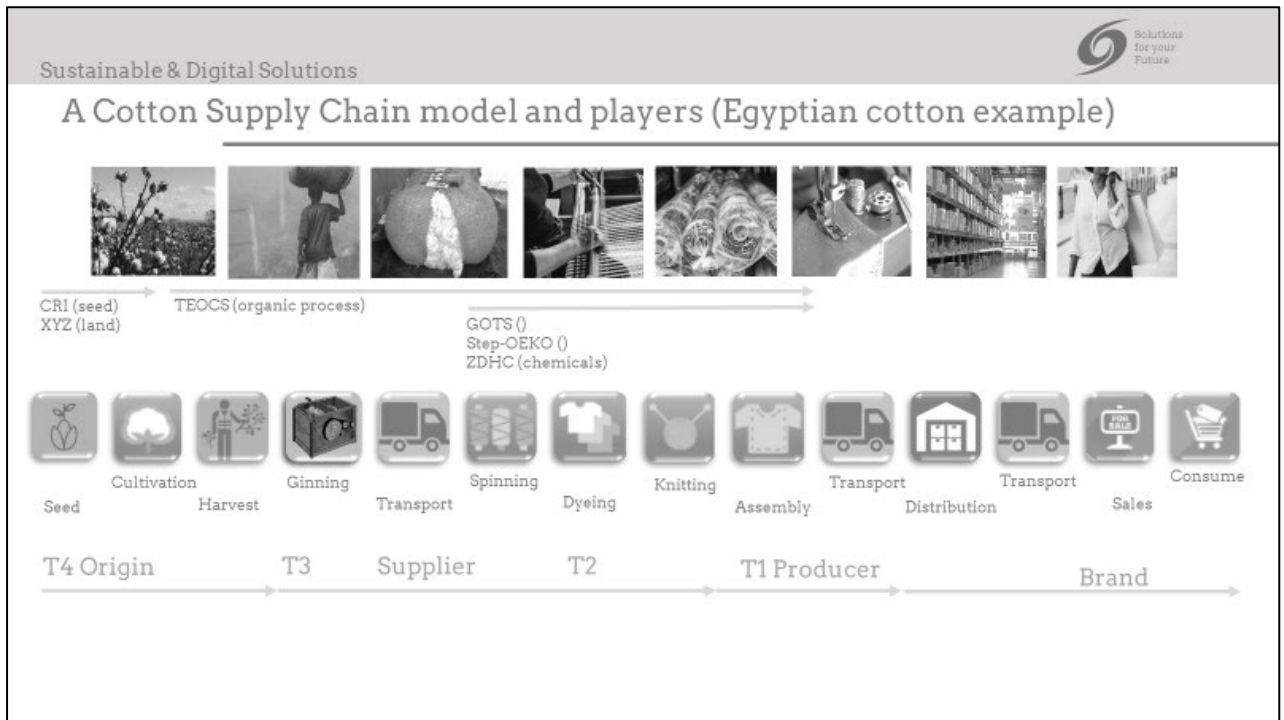 Solutions
for your
Future
Sustainable & Digital Solutions
A Cotton Supply Chain model and players (Egyptian cotton example)
CRI (seed)
XYZ (land)
TEOCS (organic process)
GOTS ()
Step-OEKO ()
ZDHC (chemicals)
FOR
SALE
Seed
Cultivation
Harvest
Ginning
Transport
Spinning
Dyeing
Knitting
Assembly
Transport
Distribution
Transport
Sales
Consume
T4 Origin
T3
Supplier
T2
T1 Producer
Brand